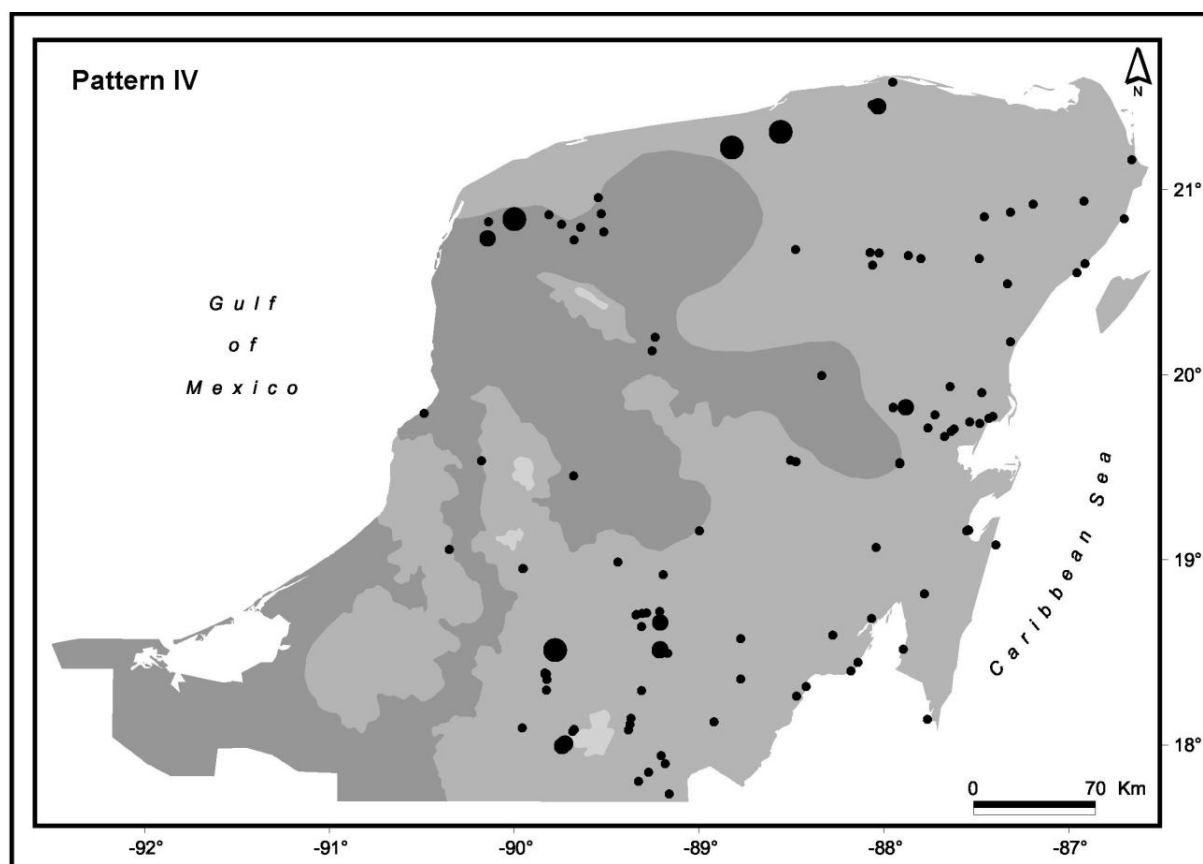 Pattern IV
N
21°
Gulf
of
Mexico
20°
Caribbean Sea
19°
18°
0 70 Km
-92° -91° -90° -89° -88° -87°